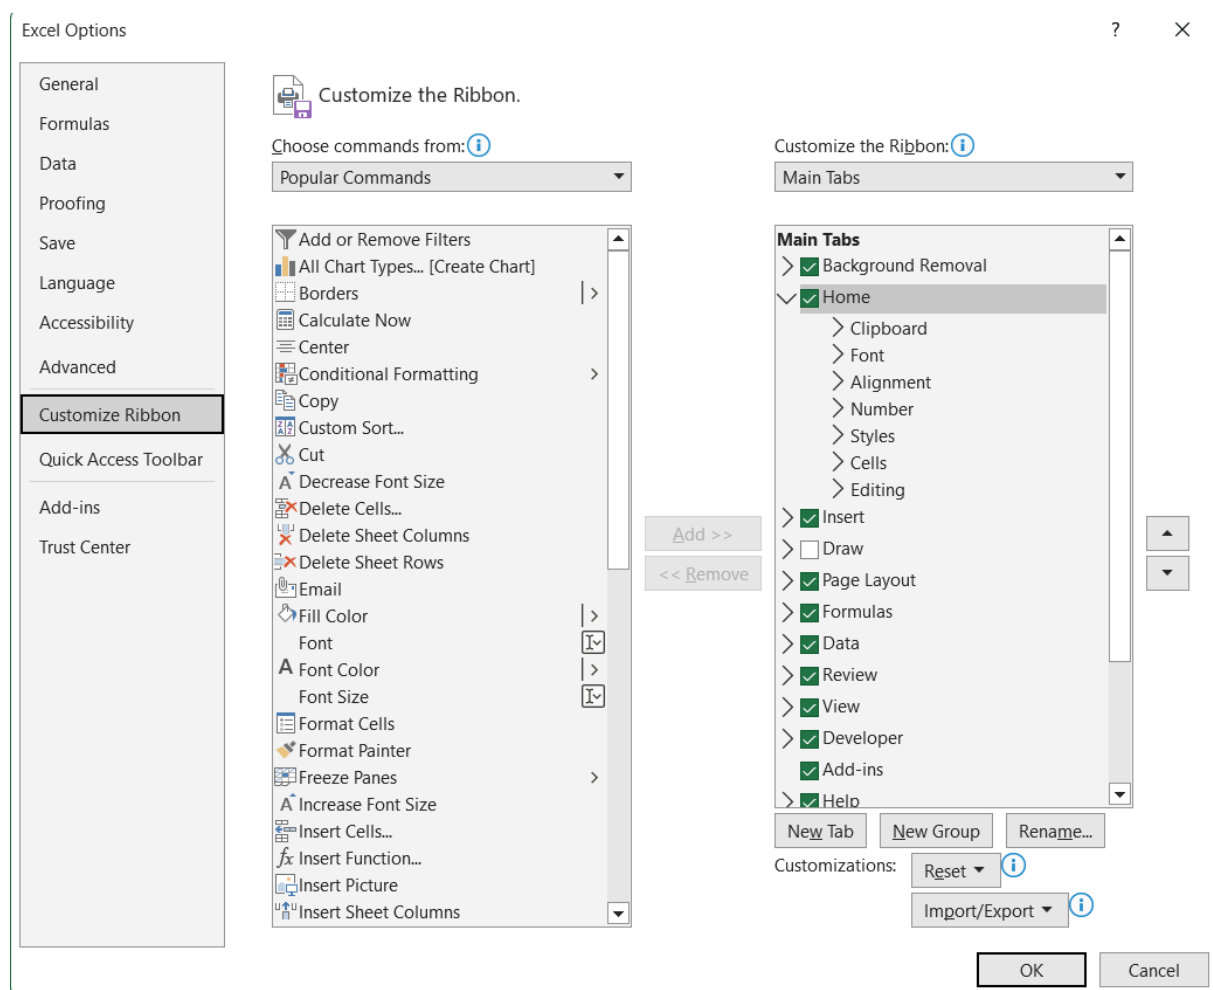 Excel Options
?
General
Formulas
Data
Proofing
Save
Language
Accessibility
Advanced
Customize Ribbon
Quick Access Toolbar
Add-ins
Trust Center
Customize the Ribbon.
Choose commands from:
Popular Commands
Add or Remove Filters
All Chart Types... [Create Chart]
Borders
Calculate Now
Center
Conditional Formatting
Copy
Custom Sort...
Cut
Decrease Font Size
Delete Cells...
Delete Sheet Columns
Delete Sheet Rows
Email
Fill Color
Font
Font Color
Font Size
Format Cells
Format Painter
Freeze Panes
Increase Font Size
Insert Cells...
Insert Function...
Insert Picture
Insert Sheet Columns
Add >>
<< Remove
Customize the Ribbon:
Main Tabs
Main Tabs
Background Removal
Home
Clipboard
Font
Alignment
Number
Styles
Cells
Editing
Insert
Draw
Page Layout
Formulas
Data
Review
View
Developer
Add-ins
Help
New Tab New Group Rename...
Customizations: Reset
Import/Export
OK Cancel